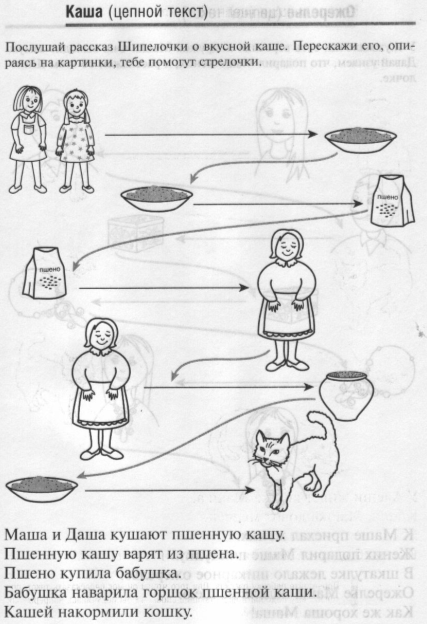 Каша (цепной текст)
Послушай рассказ Шипелочки о вкусной каше. Перескажи его, опи-
раясь на картинки, тебе помогут стрелочки.
пшено
пшено
Маша и Даша кушают пшенную кашу.
Пшенную кашу варят из пшена.
Пшено купила бабушка.
Бабушка наварила горшок пшенной каши.
Кашей накормили кошку.